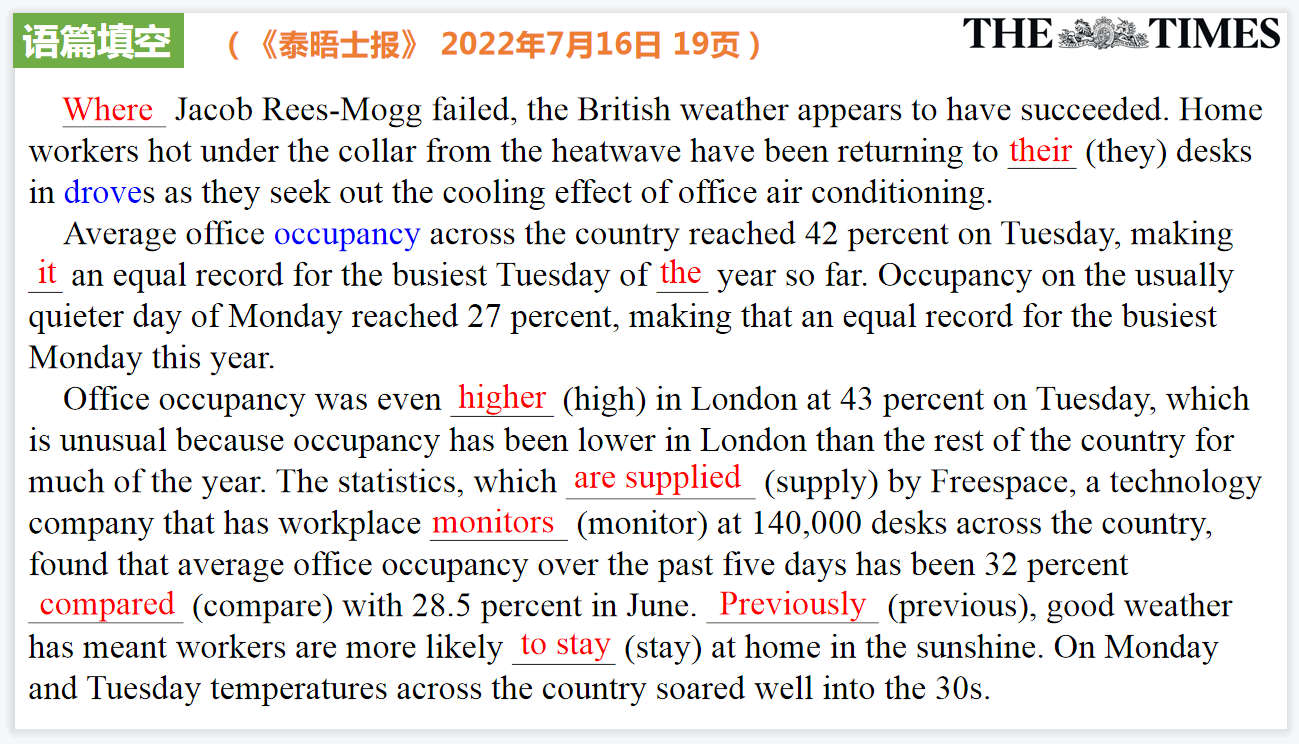 语篇填空 （《泰晤士报》 2022年7月16日 19页） THE TIMES
Where Jacob Rees-Mogg failed, the British weather appears to have succeeded. Home
workers hot under the collar from the heatwave have been returning to their (they) desks
in droves as they seek out the cooling effect of office air conditioning.
Average office occupancy across the country reached 42 percent on Tuesday, making
it an equal record for the busiest Tuesday of the year so far. Occupancy on the usually
quieter day of Monday reached 27 percent, making that an equal record for the busiest
Monday this year.
Office occupancy was even higher (high) in London at 43 percent on Tuesday, which
is unusual because occupancy has been lower in London than the rest of the country for
much of the year. The statistics, which are supplied (supply) by Freespace, a technology
company that has workplace monitors (monitor) at 140,000 desks across the country,
found that average office occupancy over the past five days has been 32 percent
compared (compare) with 28.5 percent in June. Previously (previous), good weather
has meant workers are more likely to stay (stay) at home in the sunshine. On Monday
and Tuesday temperatures across the country soared well into the 30s.